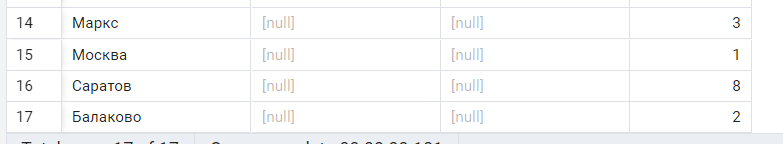 14 Маркс [null] [null] 3
15 Москва [null] [null] 1
16 Саратов [null] [null] 8
17 Балаково [null] [null] 2